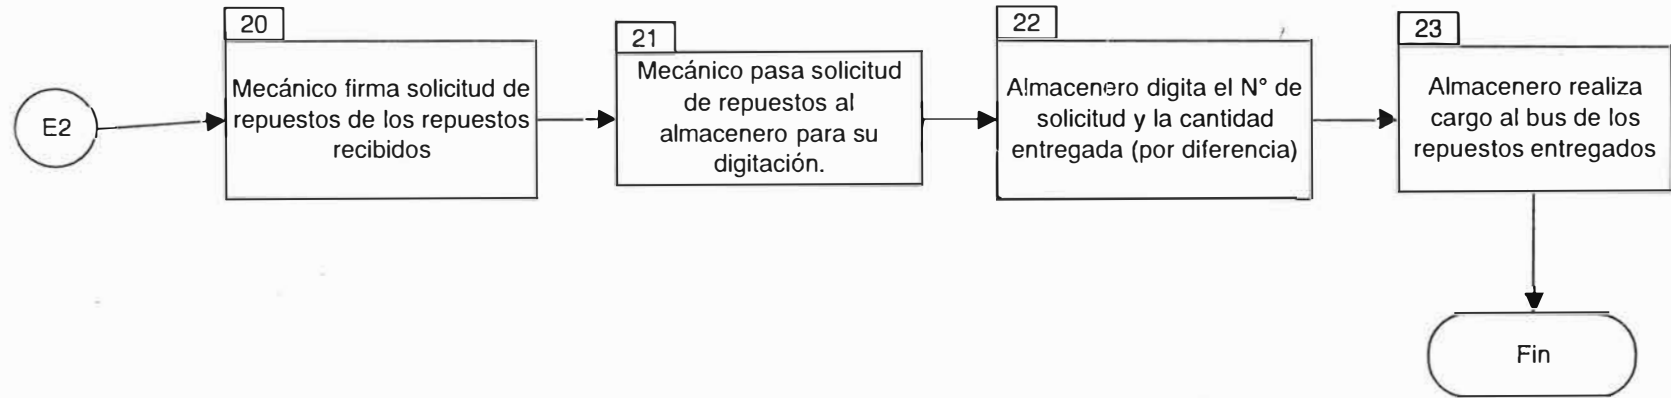 E2
20
Mecánico firma solicitud de
repuestos de los repuestos
recibidos
21
Mecánico pasa solicitud
de repuestos al
almacenero para su
digitación.
22
Almacenero digita el N° de
solicitud y la cantidad
entregada (por diferencia)
23
Almacenero realiza
cargo al bus de los
repuestos entregados
Fin